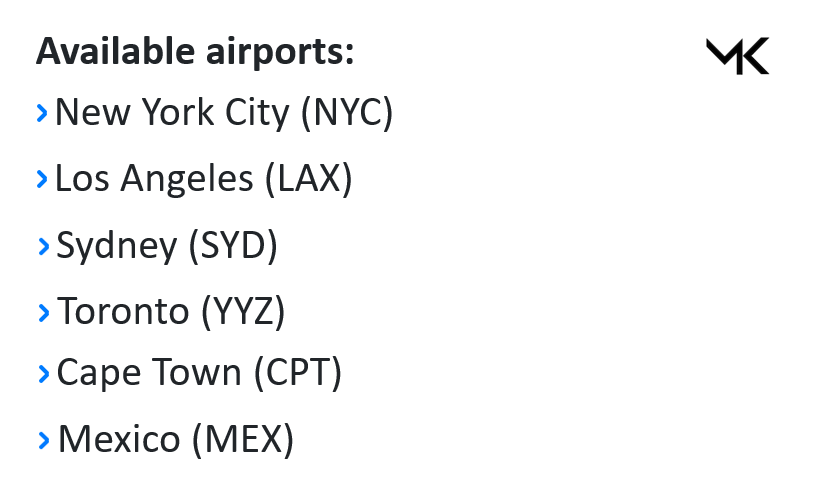 Available airports:
New York City (NYC)
Los Angeles (LAX)
Sydney (SYD)
Toronto (YYZ)
Cape Town (CPT)
Mexico (MEX)
MK